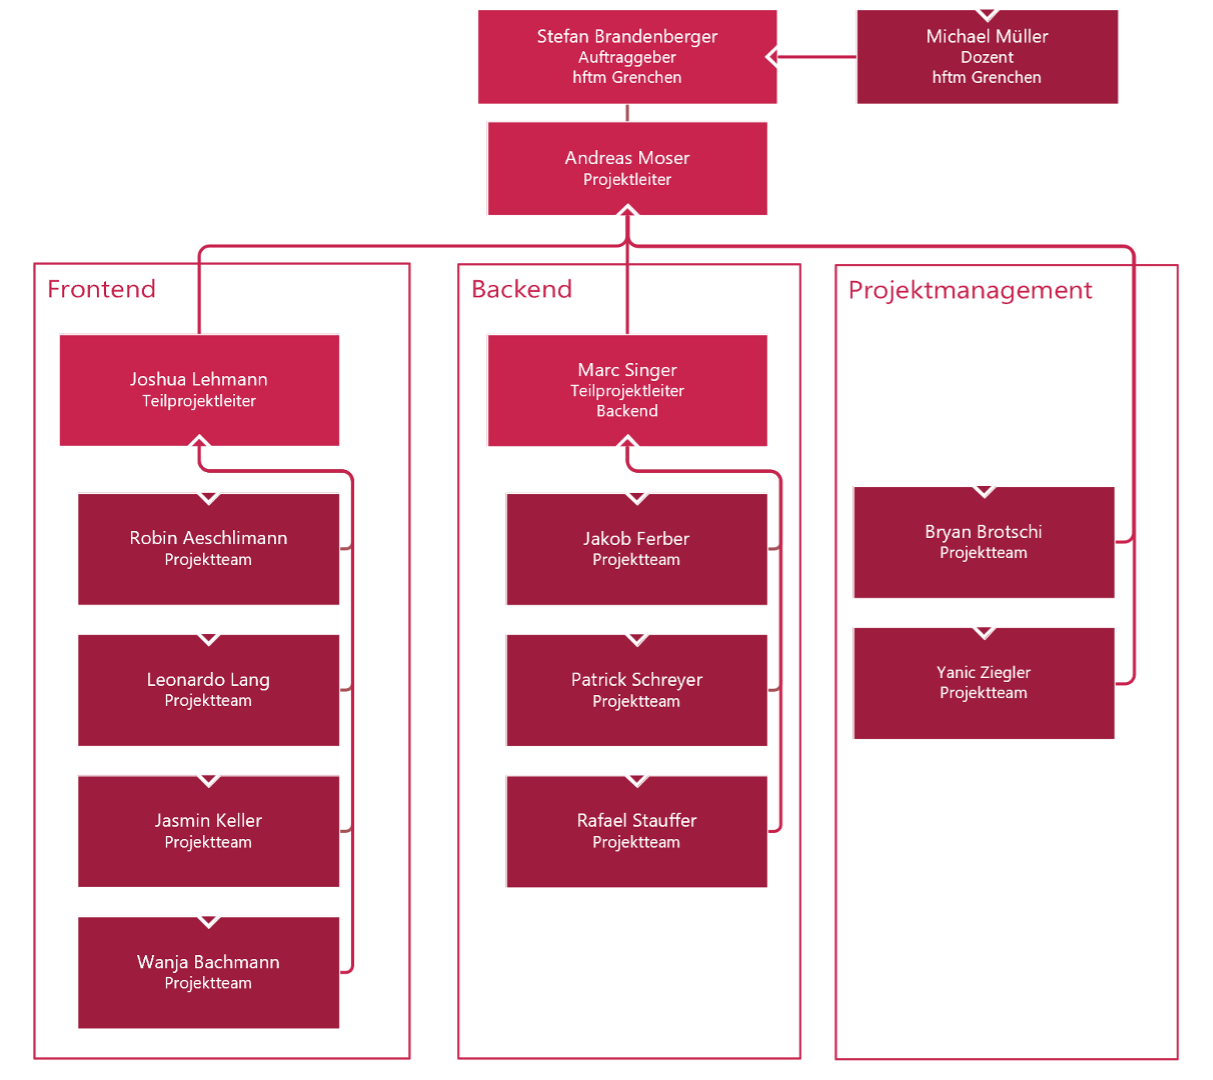 Stefan Brandenberger
Auftraggeber
hftm Grenchen
Michael Müller
Dozent
hftm Grenchen
Andreas Moser
Projektleiter
Frontend
Joshua Lehmann
Teilprojektleiter
Robin Aeschlimann
Projektteam
Leonardo Lang
Projektteam
Jasmin Keller
Projektteam
Wanja Bachmann
Projektteam
Backend
Marc Singer
Teilprojektleiter
Backend
Jakob Ferber
Projektteam
Patrick Schreyer
Projektteam
Rafael Stauffer
Projektteam
Projektmanagement
Bryan Brotschi
Projektteam
Yanic Ziegler
Projektteam